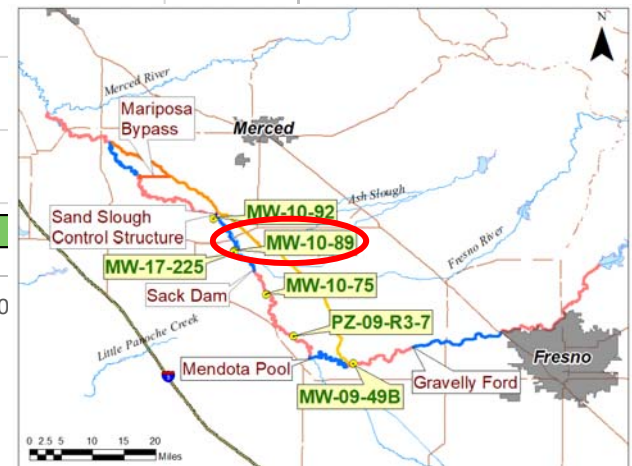 N
Merced River
Mariposa
Bypass
Merced
Ash Slough
MW-10-92
Sand Slough
Control Structure
MW-10-89
Fresno River
MW-17-225
MW-10-75
Sack Dam
PZ-09-R3-7
Little Panoche Creek
Mendota Pool
Fresno
Gravelly Ford
MW-09-49B
0 2.5 5 10 15 20
Miles
0